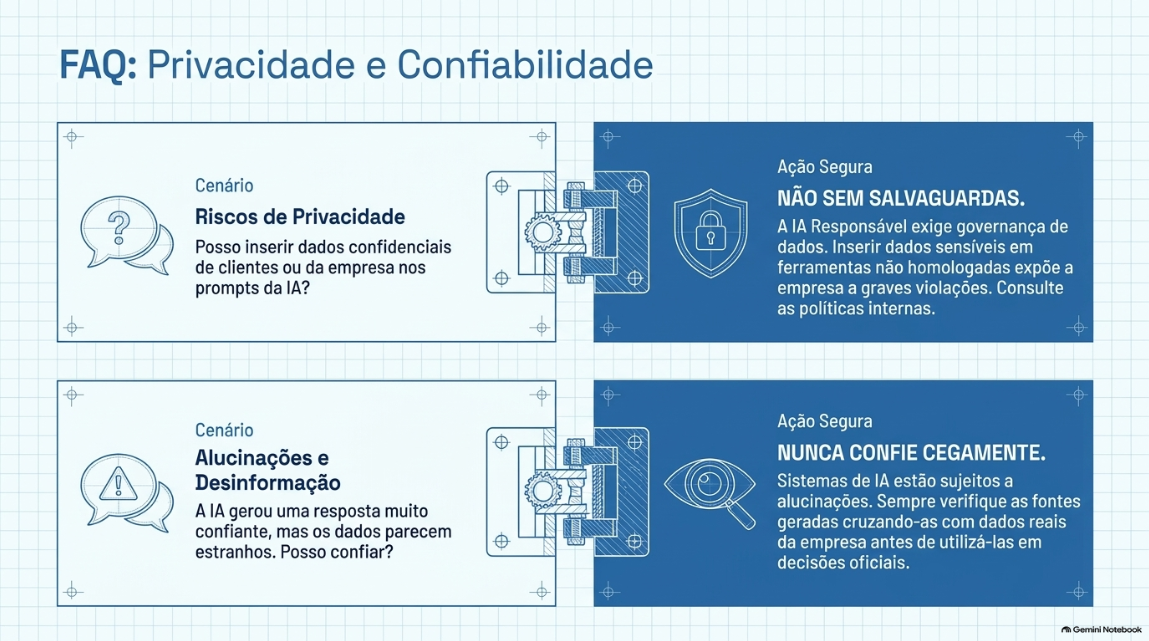 FAQ: Privacidade e Confiabilidade
Cenário
Riscos de Privacidade
Posso inserir dados confidenciais
de clientes ou da empresa nos
prompts da IA?
Ação Segura
NÃO SEM SALVAGUARDAS.
A IA Responsável exige governança de
dados. Inserir dados sensíveis em
ferramentas não homologadas expõe a
empresa a graves violações. Consulte
as políticas internas.
Cenário
Alucinações e
Desinformação
A IA gerou uma resposta muito
confiante, mas os dados parecem
estranhos. Posso confiar?
Ação Segura
NUNCA CONFIE CEGAMENTE.
Sistemas de IA estão sujeitos a
alucinações. Sempre verifique as fontes
geradas cruzando-as com dados reais
da empresa antes de utilizá-las em
decisões oficiais.
Gemini Notebook